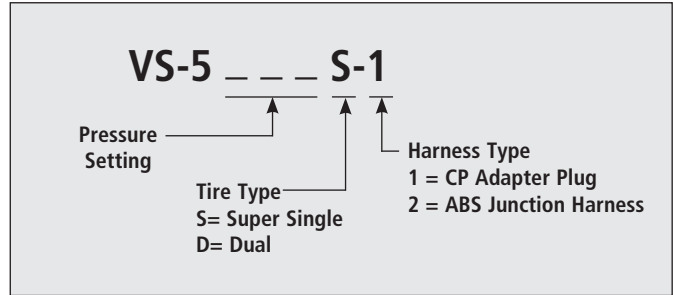 VS-5 _ _ _ S-1
Pressure
Setting
Tire Type
S= Super Single
D= Dual
Harness Type
1 = CP Adapter Plug
2 = ABS Junction Harness